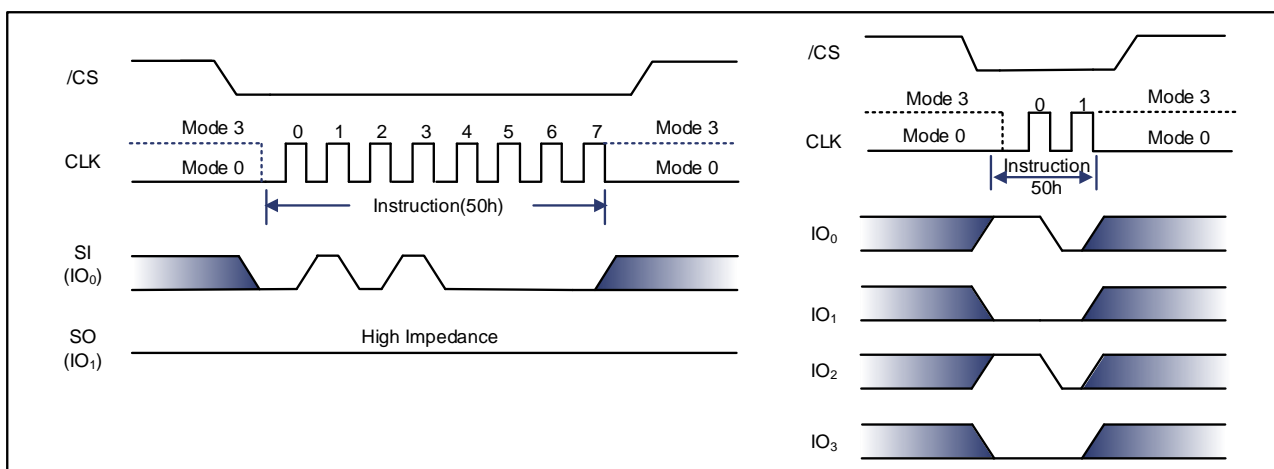 /CS
Mode 3
0 1 2 3 4 5 6 7
Mode 3
CLK
Mode 0
Mode 0
Instruction(50h)
SI
(IO₀)
SO
(IO₁)
High Impedance
/CS
Mode 3
0 1
Mode 3
CLK
Mode 0
Mode 0
Instruction
50h
IO₀
IO₁
IO₂
IO₃